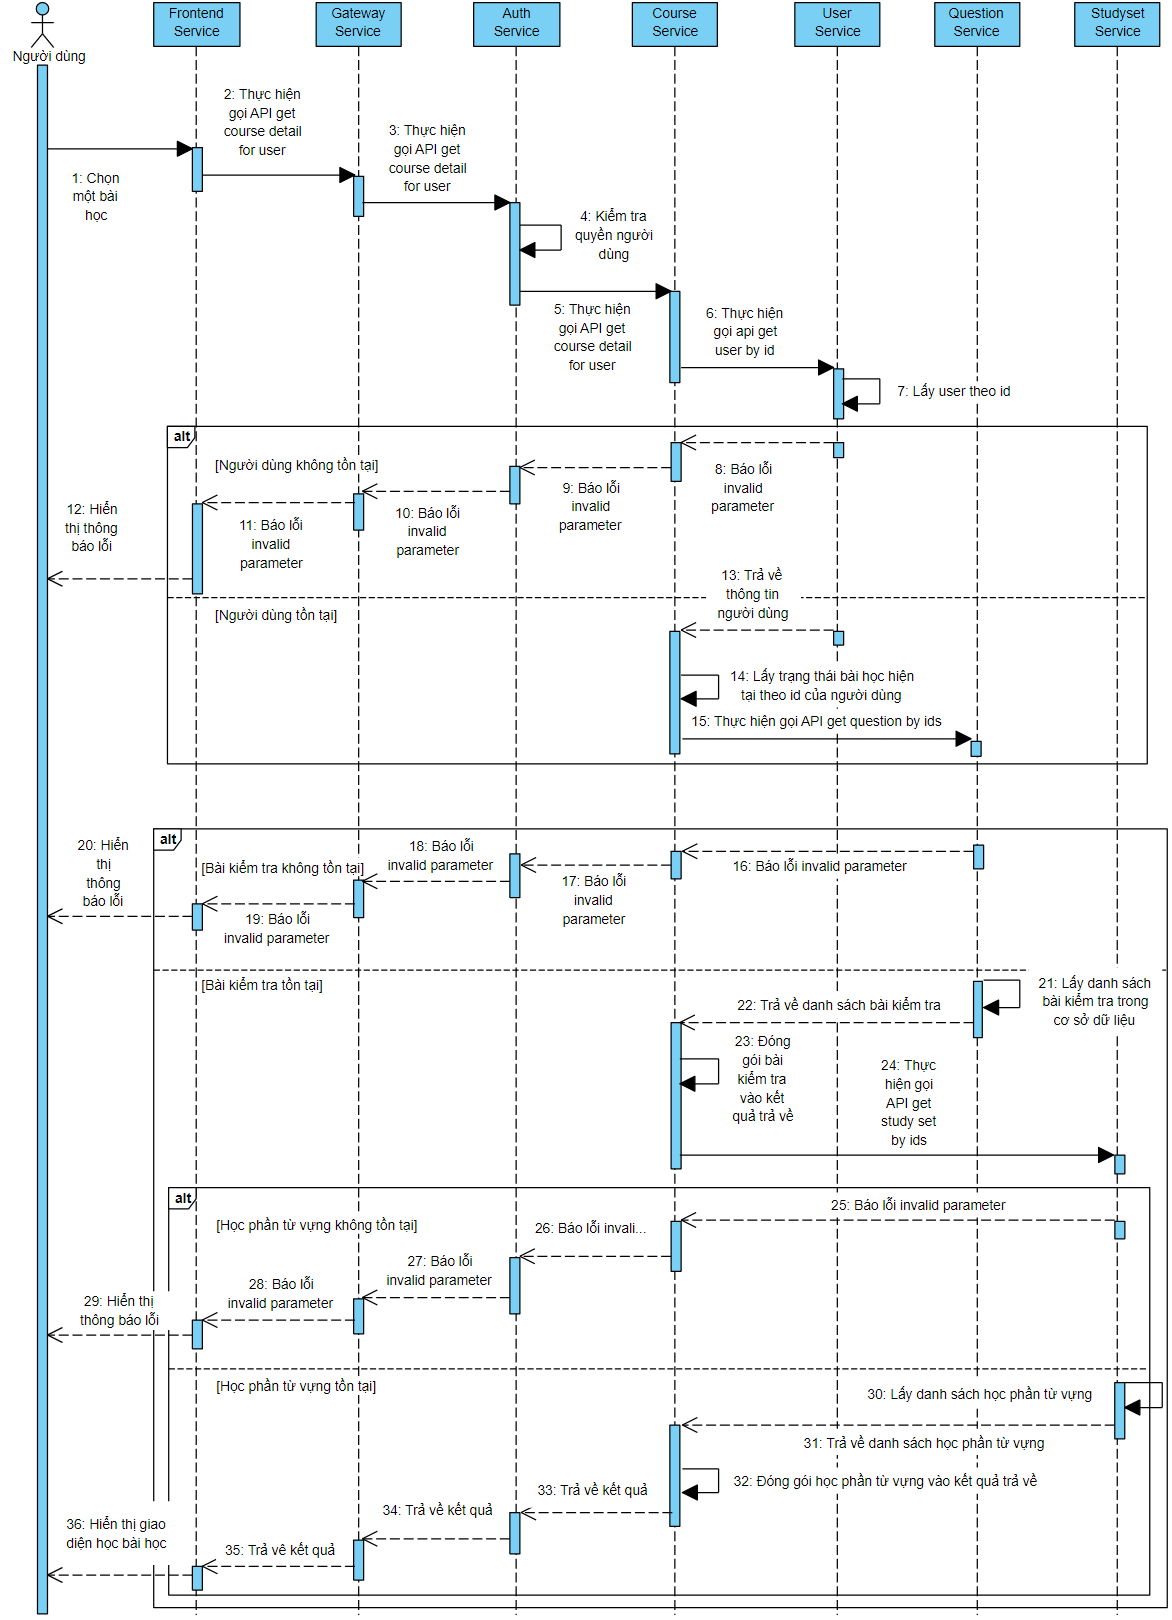 Người dùng
Frontend
Service
Gateway
Service
Auth
Service
Course
Service
User
Service
Question
Service
Studyset
Service
1: Chọn
một bài
học
2: Thực hiện
gọi API get
course detail
for user
3: Thực hiện
gọi API get
course detail
for user
4: Kiểm tra
quyền người
dùng
5: Thực hiện
gọi API get
course detail
for user
6: Thực hiện
gọi api get
user by id
7: Lấy user theo id
alt
[Người dùng không tồn tại]
8: Báo lỗi
invalid
parameter
9: Báo lỗi
invalid
parameter
10: Báo lỗi
invalid
parameter
11: Báo lỗi
invalid
parameter
12: Hiển
thị thông
báo lỗi
[Người dùng tồn tại]
13: Trả về
thông tin
người dùng
14: Lấy trạng thái bài học hiện
tại theo id của người dùng
15: Thực hiện gọi API get question by ids
alt
[Bài kiểm tra không tồn tại]
16: Báo lỗi invalid parameter
17: Báo lỗi
invalid
parameter
18: Báo lỗi
invalid parameter
19: Báo lỗi
invalid parameter
20: Hiển
thị
thông
báo lỗi
[Bài kiểm tra tồn tại]
21: Lấy danh sách
bài kiểm tra trong
cơ sở dữ liệu
22: Trả về danh sách bài kiểm tra
23: Đóng
gói bài
kiểm tra
vào kết
quả trả về
24: Thực
hiện gọi
API get
study set
by ids
alt
[Học phần từ vựng không tồn tại]
25: Báo lỗi invalid parameter
26: Báo lỗi invali...
27: Báo lỗi
invalid parameter
28: Báo lỗi
invalid parameter
29: Hiển thị
thông báo lỗi
[Học phần từ vựng tồn tại]
30: Lấy danh sách học phần từ vựng
31: Trả về danh sách học phần từ vựng
32: Đóng gói học phần từ vựng vào kết quả trả về
33: Trả về kết quả
34: Trả về kết quả
35: Trả về kết quả
36: Hiển thị giao
diện học bài học